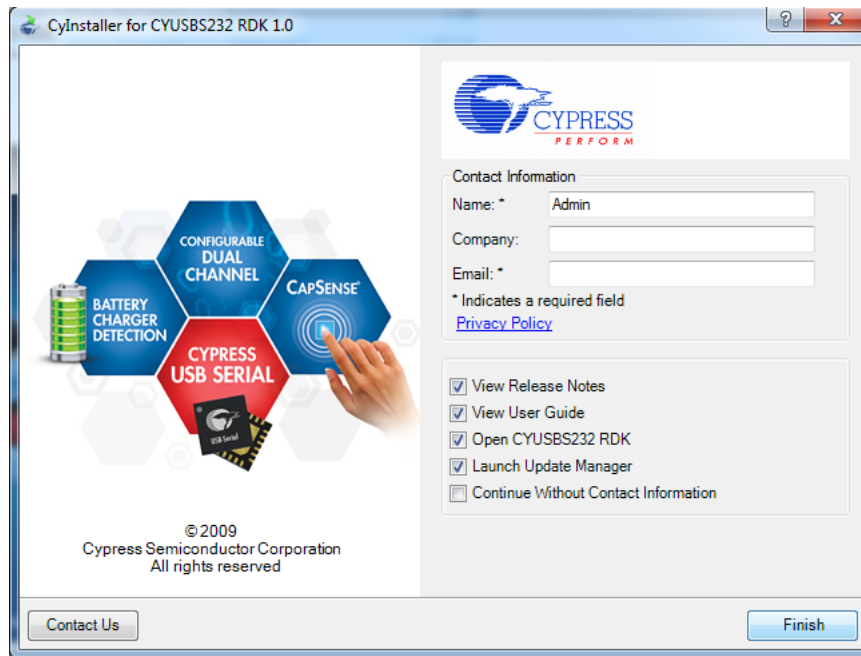 CyInstaller for CYUSBS232 RDK 1.0
CYPRESS
PERFORM
CONFIGURABLE
DUAL
CHANNEL
CAPSENSE®
BATTERY
CHARGER
DETECTION
CYPRESS
USB SERIAL
USB Serial
© 2009
Cypress Semiconductor Corporation
All rights reserved
Contact Information
Name: * Admin
Company:
Email: *
* Indicates a required field
Privacy Policy
View Release Notes
View User Guide
Open CYUSBS232 RDK
Launch Update Manager
Continue Without Contact Information
Contact Us
Finish